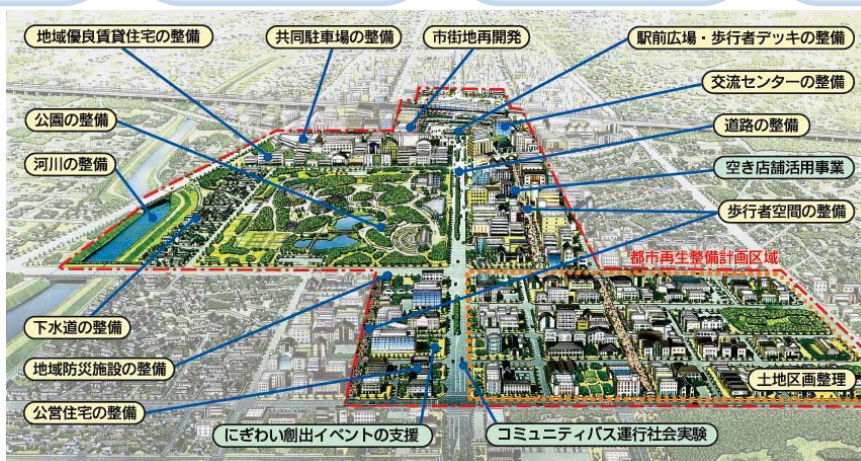 地域優良賃貸住宅の整備
共同駐車場の整備
市街地再開発
駅前広場・歩行者デッキの整備
交流センターの整備
公園の整備
道路の整備
河川の整備
空き店舗活用事業
歩行者空間の整備
都市再生整備計画区域
下水道の整備
地域防災施設の整備
土地区画整理
公営住宅の整備
にぎわい創出イベントの支援
コミュニティバス運行社会実験